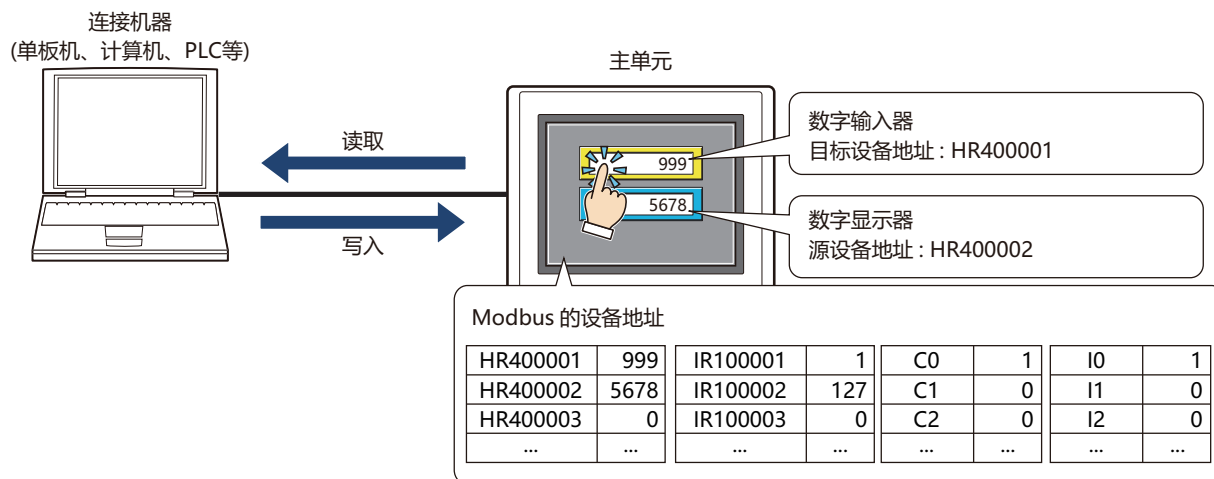 连接机器
(单板机、计算机、PLC等)
主单元
读取
写入
999
5678
数字输入器
目标设备地址 : HR400001
数字显示器
源设备地址 : HR400002
Modbus 的设备地址
HR400001 999 IR100001 1 C0 1 I0 1
HR400002 5678 IR100002 127 C1 0 I1 0
HR400003 0 IR100003 0 C2 0 I2 0
... ... ... ... ... ... ... ...